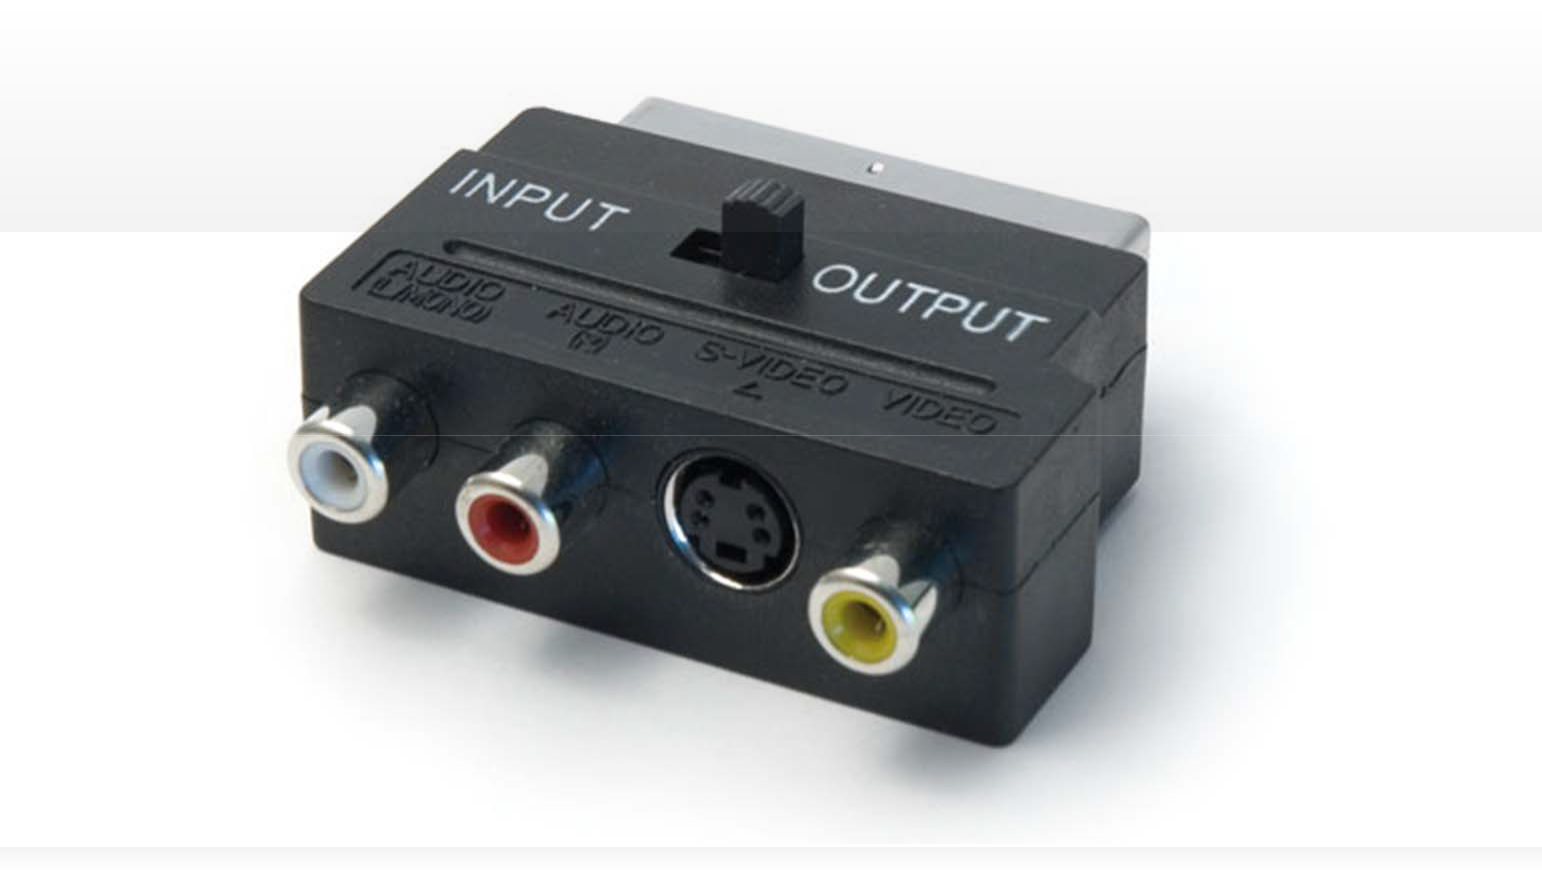 INPUT
OUTPUT
AUDIO
(L/MONO)
AUDIO
(R)
S-VIDEO
VIDEO